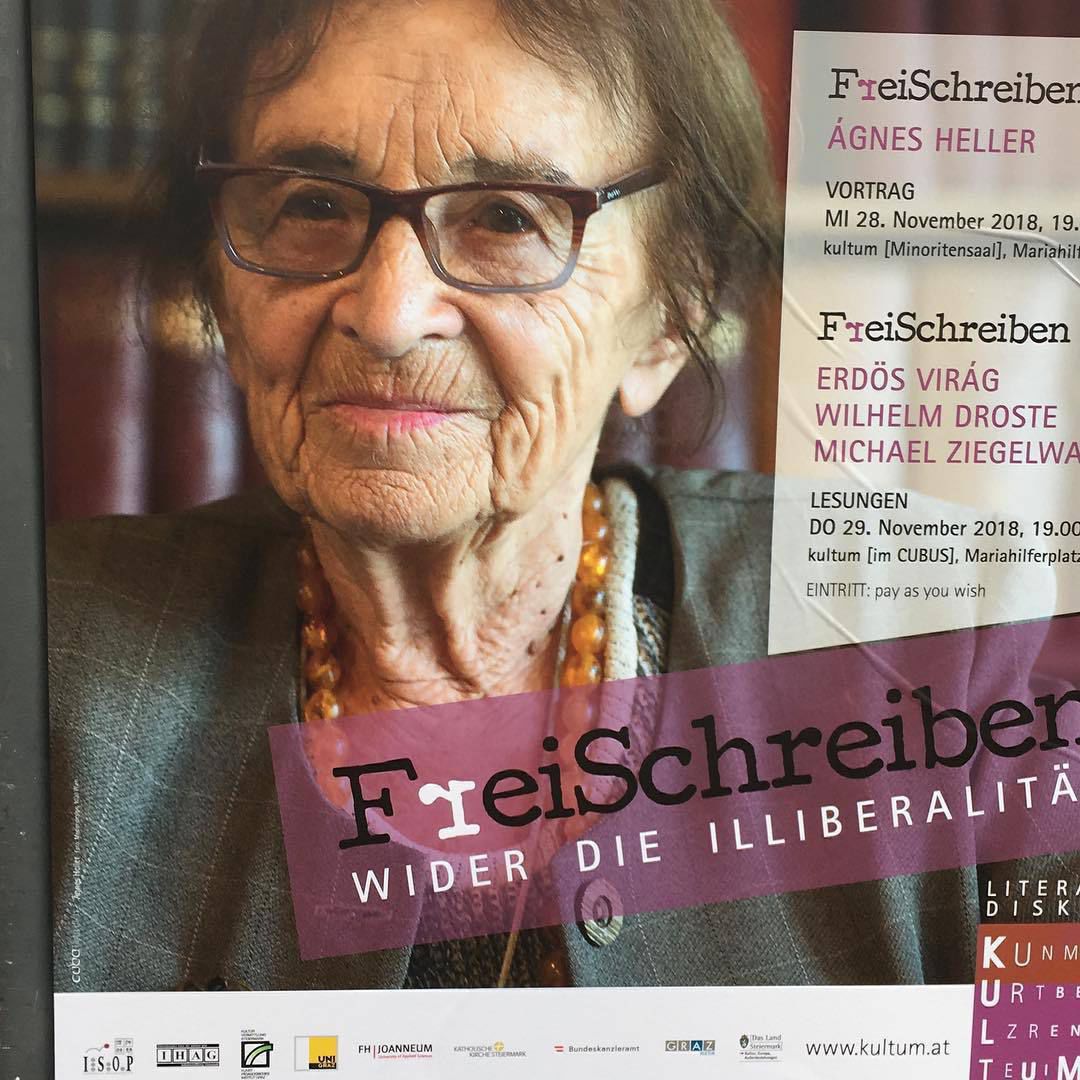 FreiSchreiben
ÁGNES HELLER
VORTRAG
MI 28. November 2018, 19.
kultum [Minoritensaal], Mariahilf
FreiSchreiben
ERDÖS VIRÁG
WILHELM DROSTE
MICHAEL ZIEGELWA
LESUNGEN
DO 29. November 2018, 19.00
kultum [im CUBUS], Mariahilferplatz
EINTRITT: pay as you wish
FreiSchreiben
WIDER DIE ILLIBERALITÄ
LITERA
DISK
KUNM
URTBE
LZREN
TEUIM
ISOP
IHAG
UNI
GRAZ
FH JOANNEUM
University of Applied Sciences
KATHOLISCHE
KIRCHE STEIERMARK
Bundeskanzleramt
GRAZ
KULTUR
Das Land
Steiermark
www.kultum.at